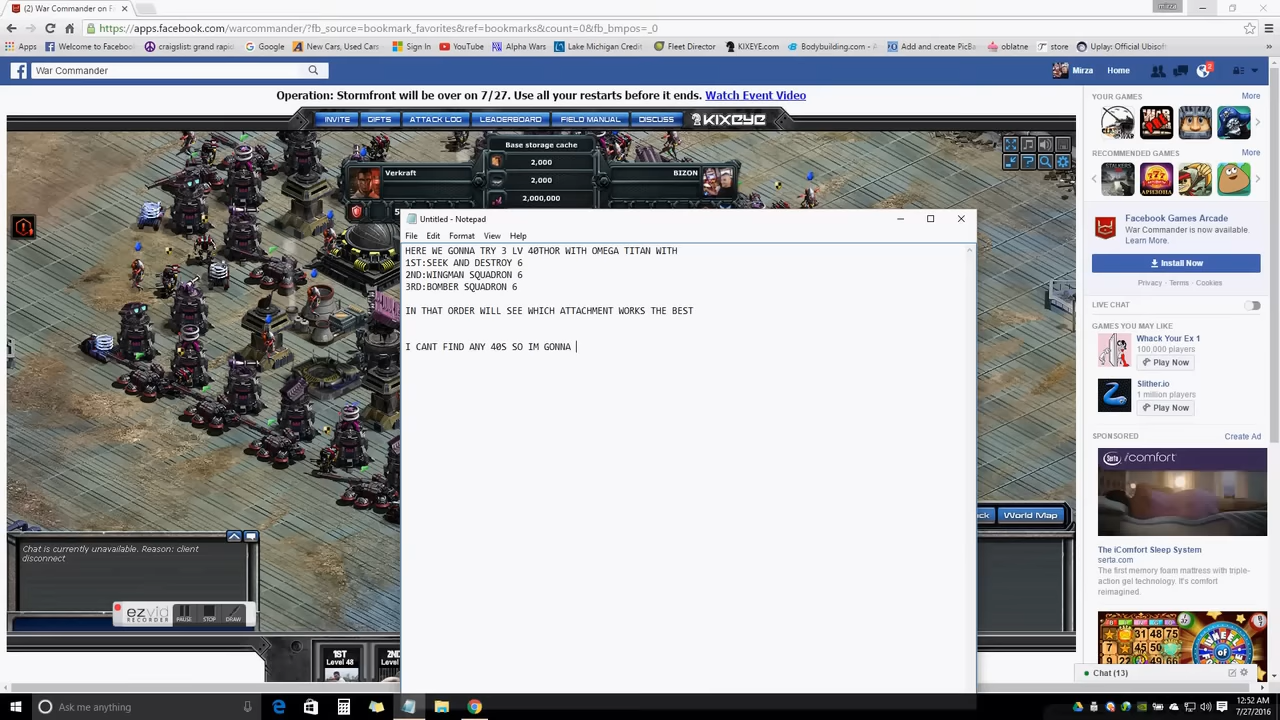 (2) War Commander on F
mirza
https://apps.facebook.com/warcommander/?fb_source=bookmark_favorites&ref=bookmarks&count=0&fb_bmpos=_0
Apps
Welcome to Facebook
craigslist: grand rapid
Google
New Cars, Used Cars
Sign In
YouTube
Alpha Wars
Lake Michigan Credit
Fleet Director
KIXEYE.com
Bodybuilding.com - A
Add and create PicBa
oblatne
store
Uplay: Official Ubisoft
War Commander
Mirza
Home
2
Operation: Stormfront will be over on 7/27. Use all your restarts before it ends. Watch Event Video
INVITE
GIFTS
ATTACK LOG
LEADERBOARD
FIELD MANUAL
DISCUSS
KIXEYE
Base storage cache
2,000
2,000
2,000,000
Verkraft
BIZON
5
Untitled - Notepad
File Edit Format View Help
HERE WE GONNA TRY 3 LV 40THOR WITH OMEGA TITAN WITH
1ST:SEEK AND DESTROY 6
2ND:WINGMAN SQUADRON 6
3RD:BOMBER SQUADRON 6
IN THAT ORDER WILL SEE WHICH ATTACHMENT WORKS THE BEST
I CANT FIND ANY 40S SO IM GONNA
World Map
Chat is currently unavailable. Reason: client
disconnect
ezvid
RECORDER
PAUSE
STOP
DRAW
1ST
Level 48
2ND
YOUR GAMES
More
RECOMMENDED GAMES
More
Facebook Games Arcade
War Commander is now available.
Learn More.
Install Now
Privacy · Terms · Cookies
LIVE CHAT
GAMES YOU MAY LIKE
Whack Your Ex 1
100,000 players
Play Now
Slither.io
1 million players
Play Now
SPONSORED
Create Ad
Serta
/comfort
The iComfort Sleep System
serta.com
The first memory foam mattress with triple-
action gel technology. It's comfort
reimagined.
Chat (13)
Ask me anything
12:52 AM
7/27/2016